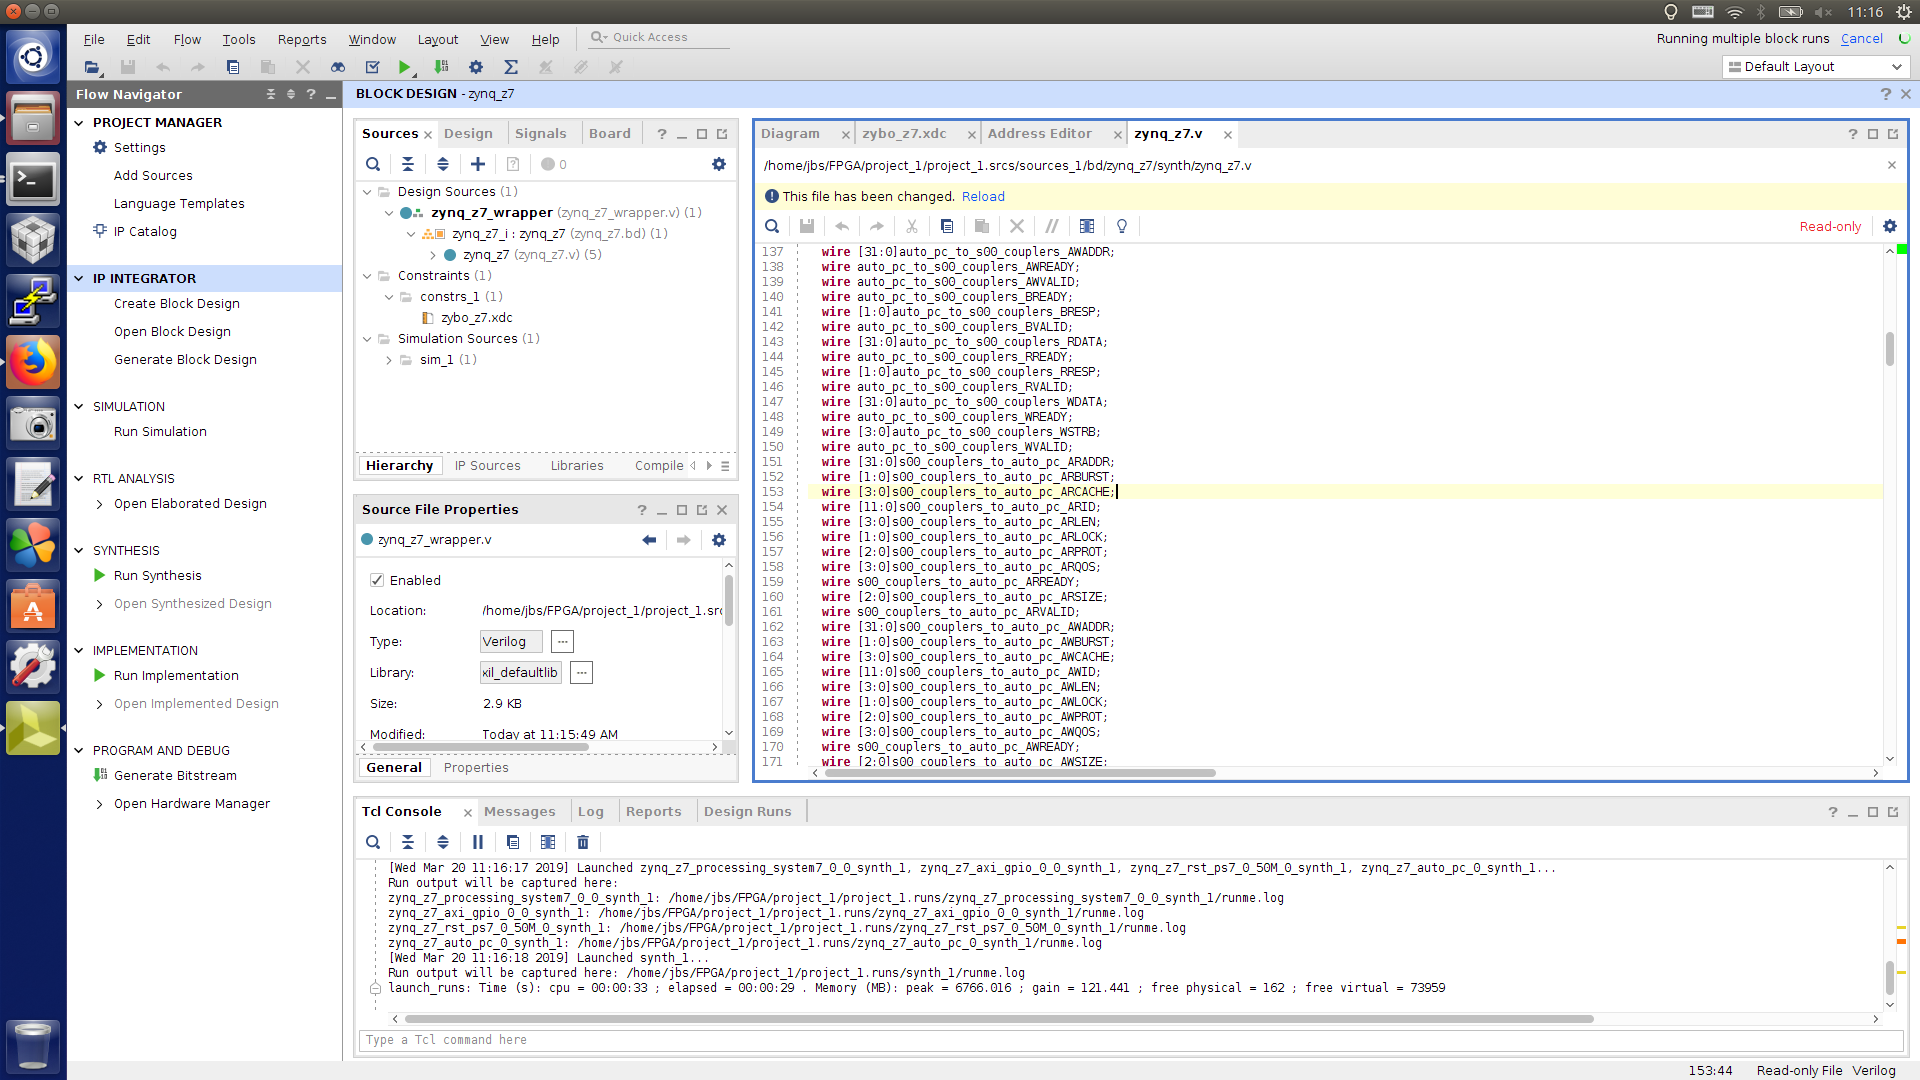 11:16
File Edit Flow Tools Reports Window Layout View Help Quick Access
Running multiple block runs Cancel
Default Layout
Flow Navigator
PROJECT MANAGER
Settings
Add Sources
Language Templates
IP Catalog
IP INTEGRATOR
Create Block Design
Open Block Design
Generate Block Design
SIMULATION
Run Simulation
RTL ANALYSIS
Open Elaborated Design
SYNTHESIS
Run Synthesis
Open Synthesized Design
IMPLEMENTATION
Run Implementation
Open Implemented Design
PROGRAM AND DEBUG
Generate Bitstream
Open Hardware Manager
BLOCK DESIGN - zynq_z7
Sources Design Signals Board
0
Design Sources (1)
zynq_z7_wrapper (zynq_z7_wrapper.v) (1)
zynq_z7_i : zynq_z7 (zynq_z7.bd) (1)
zynq_z7 (zynq_z7.v) (5)
Constraints (1)
constrs_1 (1)
zybo_z7.xdc
Simulation Sources (1)
sim_1 (1)
Hierarchy IP Sources Libraries Compile
Source File Properties
zynq_z7_wrapper.v
Enabled
Location: /home/jbs/FPGA/project_1/project_1.src
Type: Verilog ...
Library: xil_defaultlib ...
Size: 2.9 KB
Modified: Today at 11:15:49 AM
General Properties
Diagram zybo_z7.xdc Address Editor zynq_z7.v
/home/jbs/FPGA/project_1/project_1.srcs/sources_1/bd/zynq_z7/synth/zynq_z7.v
This file has been changed. Reload
Read-only
137 wire [31:0]auto_pc_to_s00_couplers_AWADDR;
138 wire auto_pc_to_s00_couplers_AWREADY;
139 wire auto_pc_to_s00_couplers_AWVALID;
140 wire auto_pc_to_s00_couplers_BREADY;
141 wire [1:0]auto_pc_to_s00_couplers_BRESP;
142 wire auto_pc_to_s00_couplers_BVALID;
143 wire [31:0]auto_pc_to_s00_couplers_RDATA;
144 wire auto_pc_to_s00_couplers_RREADY;
145 wire [1:0]auto_pc_to_s00_couplers_RRESP;
146 wire auto_pc_to_s00_couplers_RVALID;
147 wire [31:0]auto_pc_to_s00_couplers_WDATA;
148 wire auto_pc_to_s00_couplers_WREADY;
149 wire [3:0]auto_pc_to_s00_couplers_WSTRB;
150 wire auto_pc_to_s00_couplers_WVALID;
151 wire [31:0]s00_couplers_to_auto_pc_ARADDR;
152 wire [1:0]s00_couplers_to_auto_pc_ARBURST;
153 wire [3:0]s00_couplers_to_auto_pc_ARCACHE;
154 wire [11:0]s00_couplers_to_auto_pc_ARID;
155 wire [3:0]s00_couplers_to_auto_pc_ARLEN;
156 wire [1:0]s00_couplers_to_auto_pc_ARLOCK;
157 wire [2:0]s00_couplers_to_auto_pc_ARPROT;
158 wire [3:0]s00_couplers_to_auto_pc_ARQOS;
159 wire s00_couplers_to_auto_pc_ARREADY;
160 wire [2:0]s00_couplers_to_auto_pc_ARSIZE;
161 wire s00_couplers_to_auto_pc_ARVALID;
162 wire [31:0]s00_couplers_to_auto_pc_AWADDR;
163 wire [1:0]s00_couplers_to_auto_pc_AWBURST;
164 wire [3:0]s00_couplers_to_auto_pc_AWCACHE;
165 wire [11:0]s00_couplers_to_auto_pc_AWID;
166 wire [3:0]s00_couplers_to_auto_pc_AWLEN;
167 wire [1:0]s00_couplers_to_auto_pc_AWLOCK;
168 wire [2:0]s00_couplers_to_auto_pc_AWPROT;
169 wire [3:0]s00_couplers_to_auto_pc_AWQOS;
170 wire s00_couplers_to_auto_pc_AWREADY;
171 wire [2:0]s00_couplers_to_auto_pc_AWSIZE;
Tcl Console Messages Log Reports Design Runs
[Wed Mar 20 11:16:17 2019] Launched zynq_z7_processing_system7_0_0_synth_1, zynq_z7_axi_gpio_0_0_synth_1, zynq_z7_rst_ps7_0_50M_0_synth_1, zynq_z7_auto_pc_0_synth_1...
Run output will be captured here:
zynq_z7_processing_system7_0_0_synth_1: /home/jbs/FPGA/project_1/project_1.runs/zynq_z7_processing_system7_0_0_synth_1/runme.log
zynq_z7_axi_gpio_0_0_synth_1: /home/jbs/FPGA/project_1/project_1.runs/zynq_z7_axi_gpio_0_0_synth_1/runme.log
zynq_z7_rst_ps7_0_50M_0_synth_1: /home/jbs/FPGA/project_1/project_1.runs/zynq_z7_rst_ps7_0_50M_0_synth_1/runme.log
zynq_z7_auto_pc_0_synth_1: /home/jbs/FPGA/project_1/project_1.runs/zynq_z7_auto_pc_0_synth_1/runme.log
[Wed Mar 20 11:16:18 2019] Launched synth_1...
Run output will be captured here: /home/jbs/FPGA/project_1/project_1.runs/synth_1/runme.log
launch_runs: Time (s): cpu = 00:00:33 ; elapsed = 00:00:29 . Memory (MB): peak = 6766.016 ; gain = 121.441 ; free physical = 162 ; free virtual = 73959
Type a Tcl command here
153:44 Read-only File Verilog